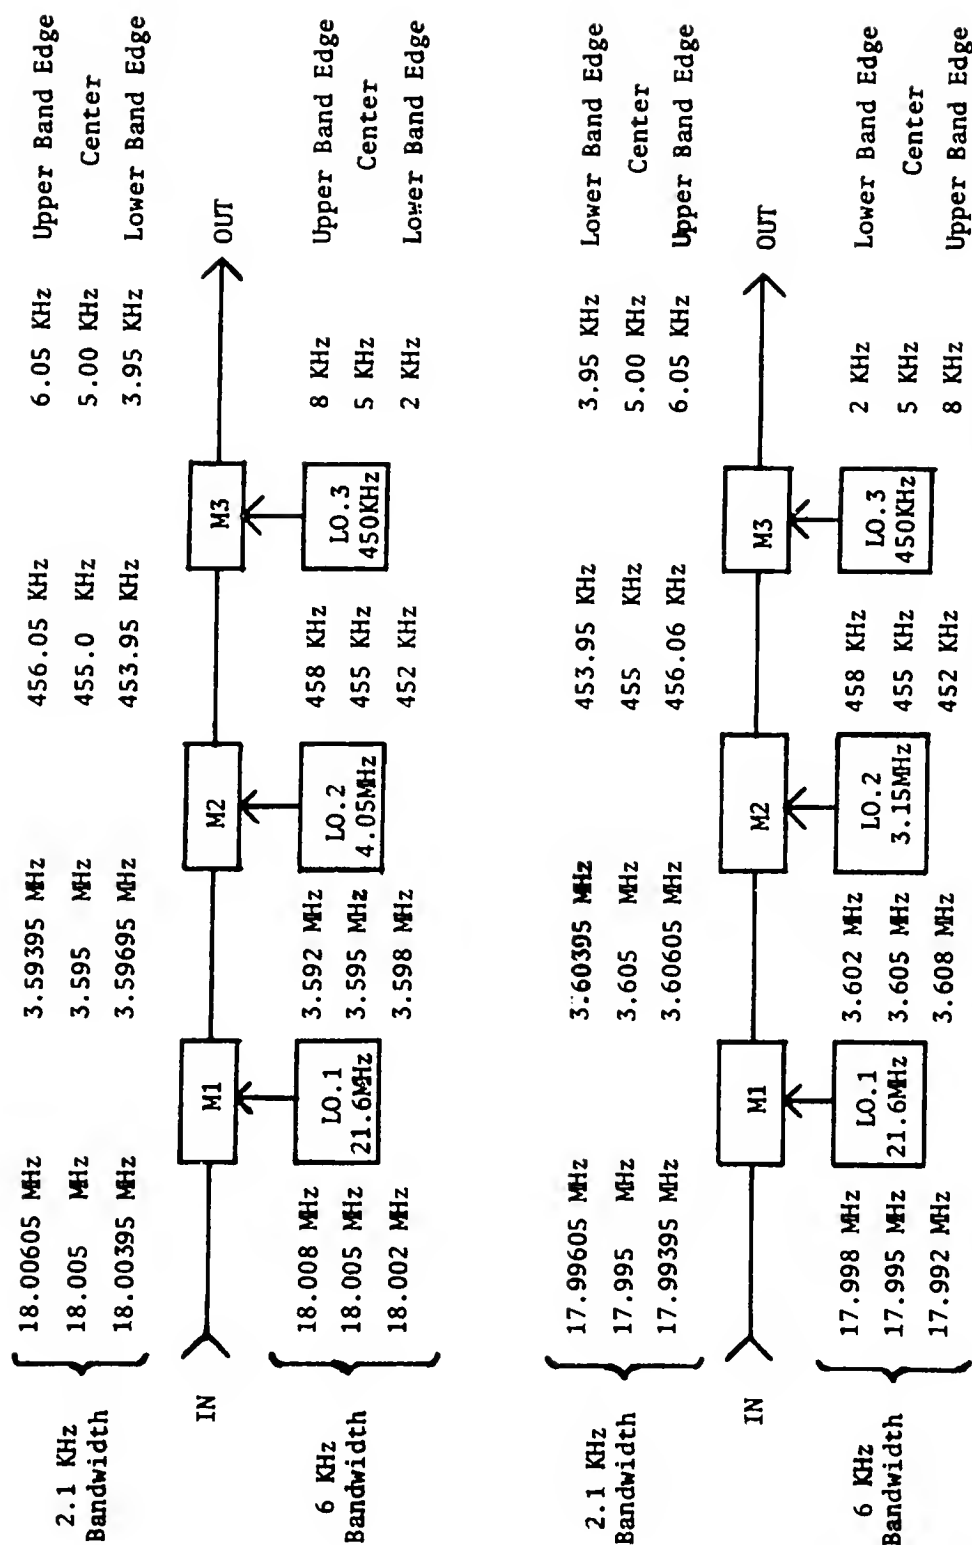 2.1 KHz
Bandwidth
18.00605 MHz 3.59395 MHz 456.05 KHz 6.05 KHz Upper Band Edge
18.005 MHz 3.595 MHz 455.0 KHz 5.00 KHz Center
18.00395 MHz 3.59695 MHz 453.95 KHz 3.95 KHz Lower Band Edge
IN M1 M2 M3 OUT
LO.1
21.6MHz
LO.2
4.05MHz
LO.3
450KHz
6 KHz
Bandwidth
18.008 MHz 3.592 MHz 458 KHz 8 KHz Upper Band Edge
18.005 MHz 3.595 MHz 455 KHz 5 KHz Center
18.002 MHz 3.598 MHz 452 KHz 2 KHz Lower Band Edge
2.1 KHz
Bandwidth
17.99605 MHz 3.60395 MHz 453.95 KHz 3.95 KHz Lower Band Edge
17.995 MHz 3.605 MHz 455 KHz 5.00 KHz Center
17.99395 MHz 3.60605 MHz 456.06 KHz 6.05 KHz Upper Band Edge
IN M1 M2 M3 OUT
LO.1
21.6MHz
LO.2
3.15MHz
LO.3
450KHz
6 KHz
Bandwidth
17.998 MHz 3.602 MHz 458 KHz 2 KHz Lower Band Edge
17.995 MHz 3.605 MHz 455 KHz 5 KHz Center
17.992 MHz 3.608 MHz 452 KHz 8 KHz Upper Band Edge